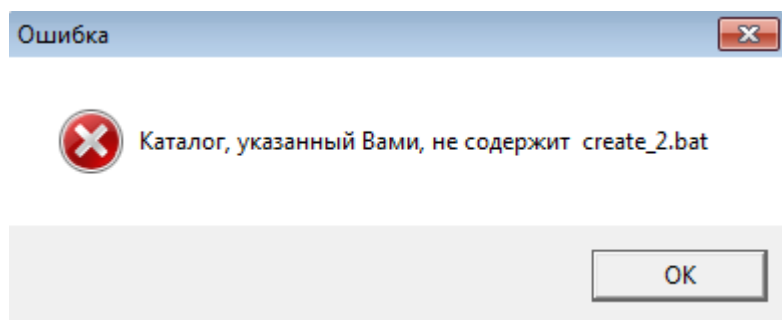 Ошибка
Каталог, указанный Вами, не содержит  create_2.bat
OK